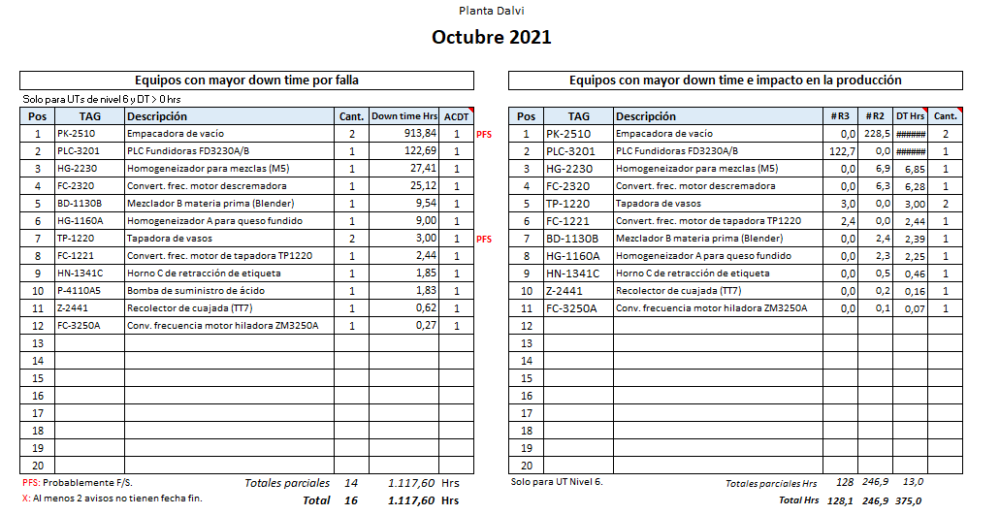 Planta Dalvi
Octubre 2021
Equipos con mayor down time por falla
Solo para UTs de nivel 6 y DT > 0 hrs
Pos TAG Descripción Cant. Down time Hrs ACDT
1 PK-2510 Empacadora de vacío 2 913,84 1 PFS
2 PLC-3201 PLC Fundidoras FD3230A/B 1 122,69 1
3 HG-2230 Homogeneizador para mezclas (M5) 1 27,41 1
4 FC-2320 Convert. frec. motor descremadora 1 25,12 1
5 BD-1130B Mezclador B materia prima (Blender) 1 9,54 1
6 HG-1160A Homogeneizador A para queso fundido 1 9,00 1
7 TP-1220 Tapadora de vasos 2 3,00 1 PFS
8 FC-1221 Convert. frec. motor de tapadora TP1220 1 2,44 1
9 HN-1341C Horno C de retracción de etiqueta 1 1,85 1
10 P-4110A5 Bomba de suministro de ácido 1 1,83 1
11 Z-2441 Recolector de cuajada (TT7) 1 0,62 1
12 FC-3250A Conv. frecuencia motor hiladora ZM3250A 1 0,27 1
13
14
15
16
17
18
19
20
PFS: Probablemente F/S. Totales parciales 14 1.117,60 Hrs
X: Al menos 2 avisos no tienen fecha fin. Total 16 1.117,60 Hrs
Equipos con mayor down time e impacto en la producción
Pos TAG Descripción #R3 #R2 DT Hrs Cant.
1 PK-2510 Empacadora de vacío 0,0 228,5 ###### 2
2 PLC-3201 PLC Fundidoras FD3230A/B 122,7 0,0 ###### 1
3 HG-2230 Homogeneizador para mezclas (M5) 0,0 6,9 6,85 1
4 FC-2320 Convert. frec. motor descremadora 0,0 6,3 6,28 1
5 TP-1220 Tapadora de vasos 3,0 0,0 3,00 2
6 FC-1221 Convert. frec. motor de tapadora TP1220 2,4 0,0 2,44 1
7 BD-1130B Mezclador B materia prima (Blender) 0,0 2,4 2,39 1
8 HG-1160A Homogeneizador A para queso fundido 0,0 2,3 2,25 1
9 HN-1341C Horno C de retracción de etiqueta 0,0 0,5 0,46 1
10 Z-2441 Recolector de cuajada (TT7) 0,0 0,2 0,16 1
11 FC-3250A Conv. frecuencia motor hiladora ZM3250A 0,0 0,1 0,07 1
12
13
14
15
16
17
18
19
20
Solo para UT Nivel 6. Totales parciales Hrs 128 246,9 13,0
Total Hrs 128,1 246,9 375,0